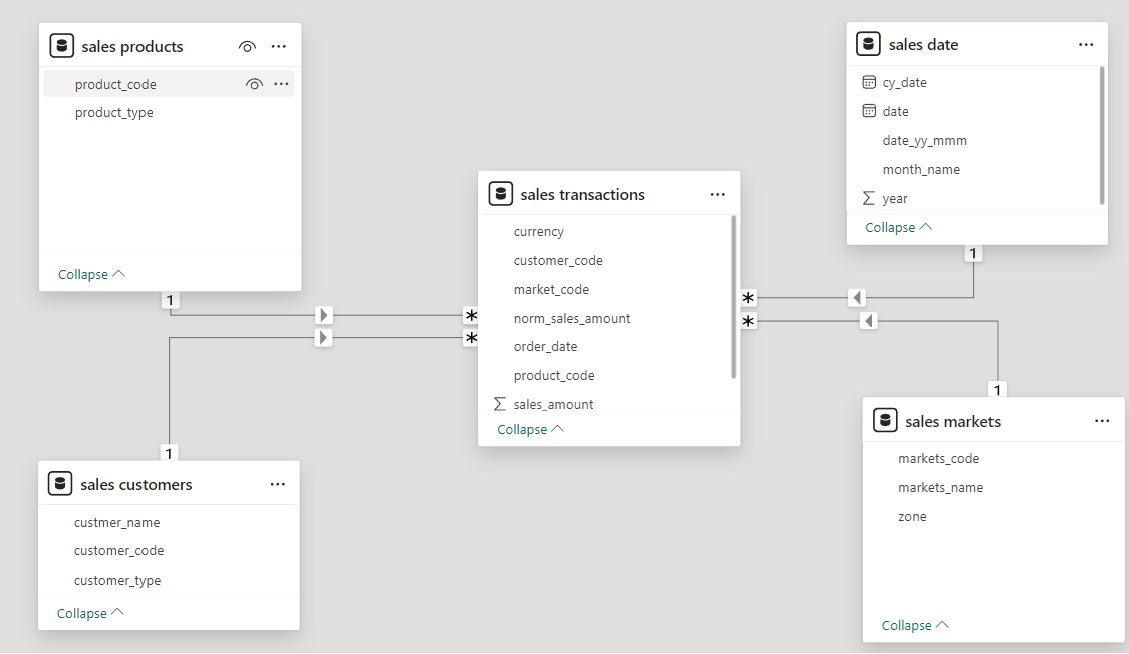 sales products
product_code
product_type
Collapse
1
*
sales customers
custmer_name
customer_code
customer_type
Collapse
1
*
sales transactions
currency
customer_code
market_code
norm_sales_amount
order_date
product_code
∑ sales_amount
Collapse
sales date
cy_date
date
date_yy_mmm
month_name
∑ year
Collapse
1
*
sales markets
markets_code
markets_name
zone
Collapse
1
*